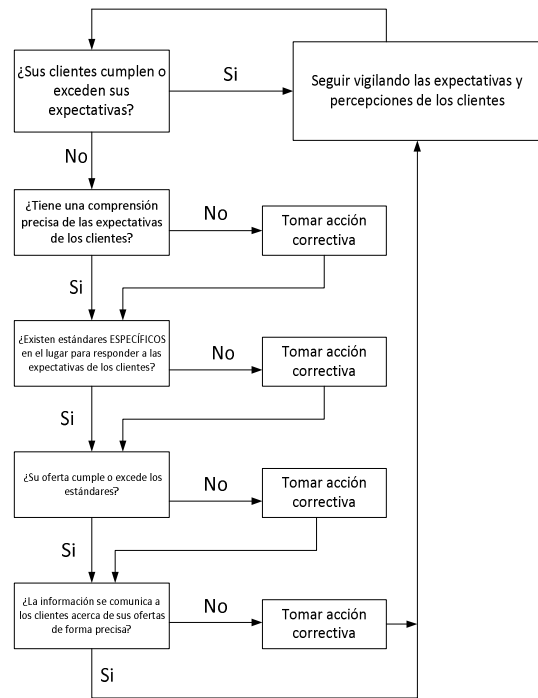 ¿Sus clientes cumplen o
exceden sus
expectativas?
Si
Seguir vigilando las expectativas y
percepciones de los clientes
No
¿Tiene una comprensión
precisa de las expectativas
de los clientes?
No
Tomar acción
correctiva
Si
¿Existen estándares ESPECÍFICOS
en el lugar para responder a las
expectativas de los clientes?
No
Tomar acción
correctiva
Si
¿Su oferta cumple o excede los
estándares?
No
Tomar acción
correctiva
Si
¿La información se comunica a
los clientes acerca de sus ofertas
de forma precisa?
No
Tomar acción
correctiva
Si